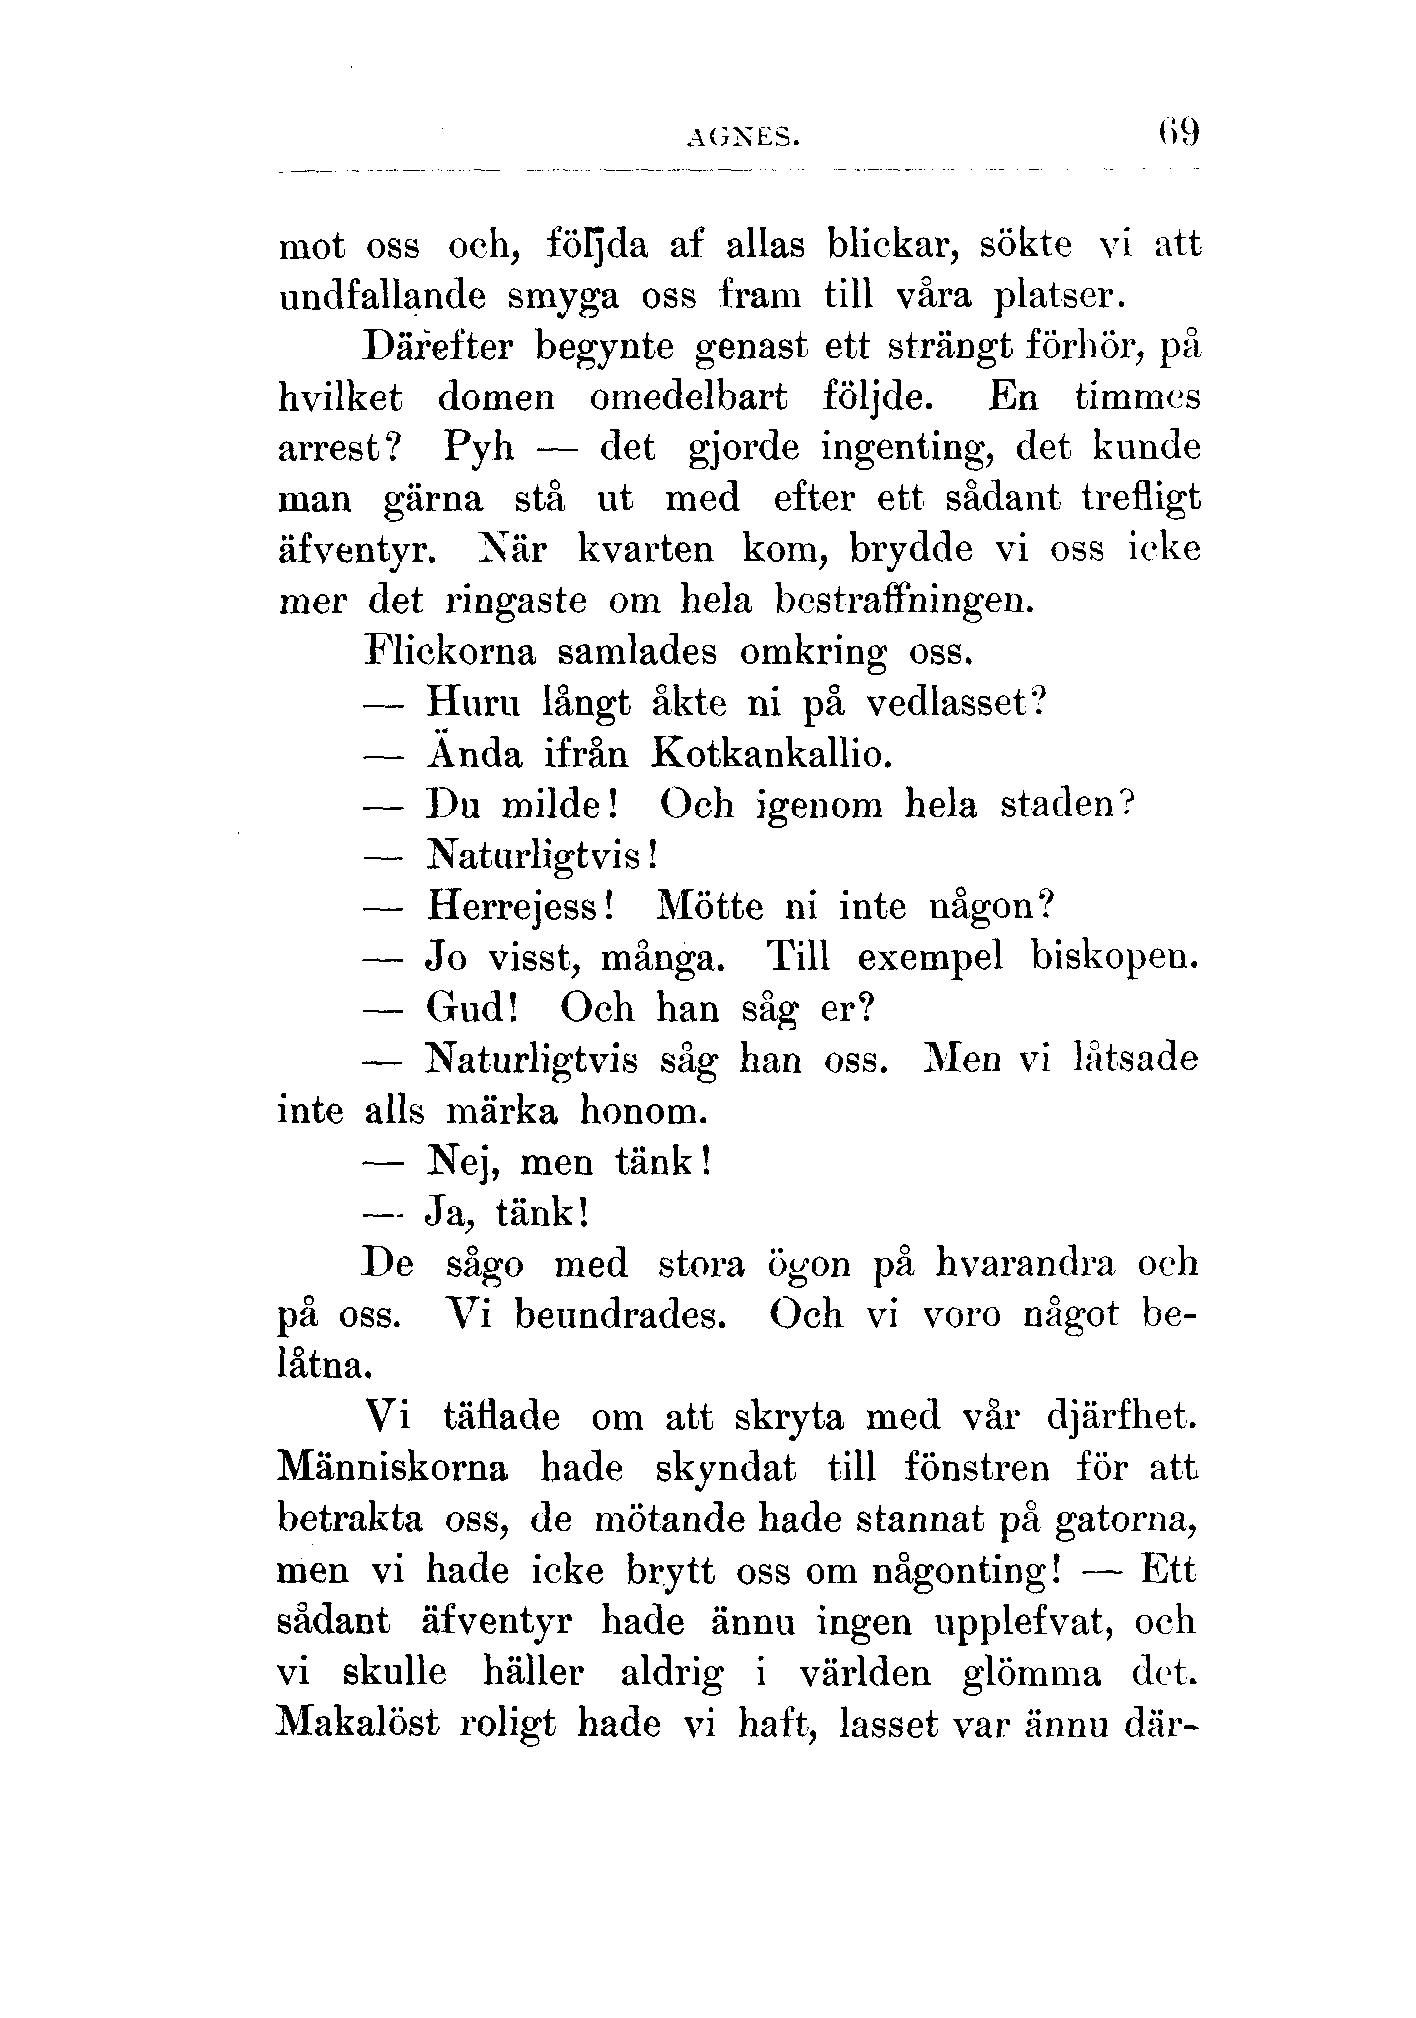 AGNES. 69
mot oss och, följda af allas blickar, sökte vi att
undfallande smyga oss fram till våra platser.
Därefter begynte genast ett strängt förhör, på
hvilket domen omedelbart följde. En timmes
arrest? Pyh — det gjorde ingenting, det kunde
man gärna stå ut med efter ett sådant trefligt
äfventyr. När kvarten kom, brydde vi oss icke
mer det ringaste om hela bestraffningen.
Flickorna samlades omkring oss.
— Huru långt åkte ni på vedlasset?
— Ända ifrån Kotkankallio.
— Du milde! Och igenom hela staden?
— Naturligtvis!
— Herrejess! Mötte ni inte någon?
— Jo visst, många. Till exempel biskopen.
— Gud! Och han såg er?
— Naturligtvis såg han oss. Men vi låtsade
inte alls märka honom.
— Nej, men tänk!
— Ja, tänk!
De sågo med stora ögon på hvarandra och
på oss. Vi beundrades. Och vi voro något be-
låtna.
Vi täflade om att skryta med vår djärfhet.
Människorna hade skyndat till fönstren för att
betrakta oss, de mötande hade stannat på gatorna,
men vi hade icke brytt oss om någonting! — Ett
sådant äfventyr hade ännu ingen upplefvat, och
vi skulle häller aldrig i världen glömma det.
Makalöst roligt hade vi haft, lasset var ännu där-